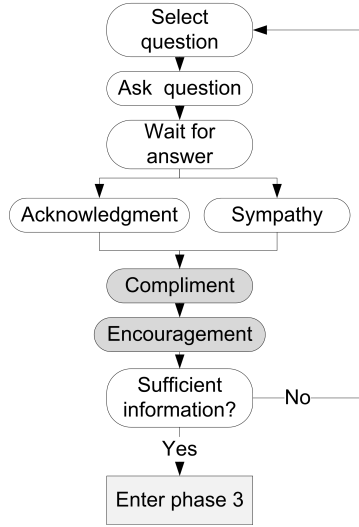 Select
question
Ask question
Wait for
answer
Acknowledgment
Sympathy
Compliment
Encouragement
Sufficient
information?
No
Yes
Enter phase 3